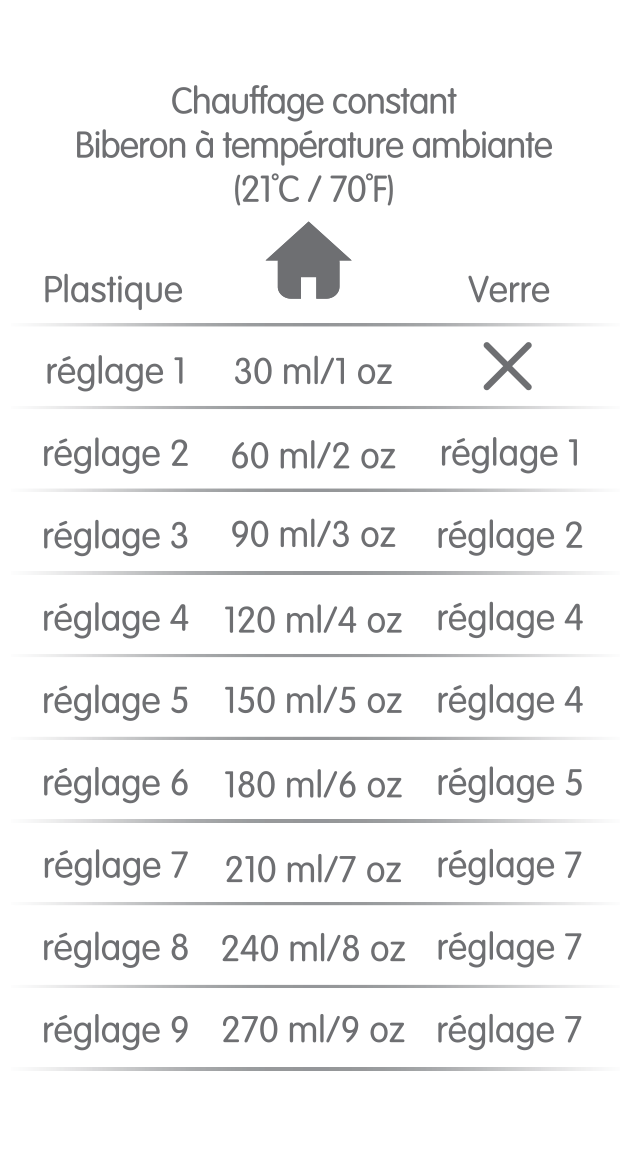 Chauffage constant
Biberon à température ambiante
(21°C / 70°F)
Plastique Verre
réglage 1 30 ml/1 oz
réglage 2 60 ml/2 oz réglage 1
réglage 3 90 ml/3 oz réglage 2
réglage 4 120 ml/4 oz réglage 4
réglage 5 150 ml/5 oz réglage 4
réglage 6 180 ml/6 oz réglage 5
réglage 7 210 ml/7 oz réglage 7
réglage 8 240 ml/8 oz réglage 7
réglage 9 270 ml/9 oz réglage 7